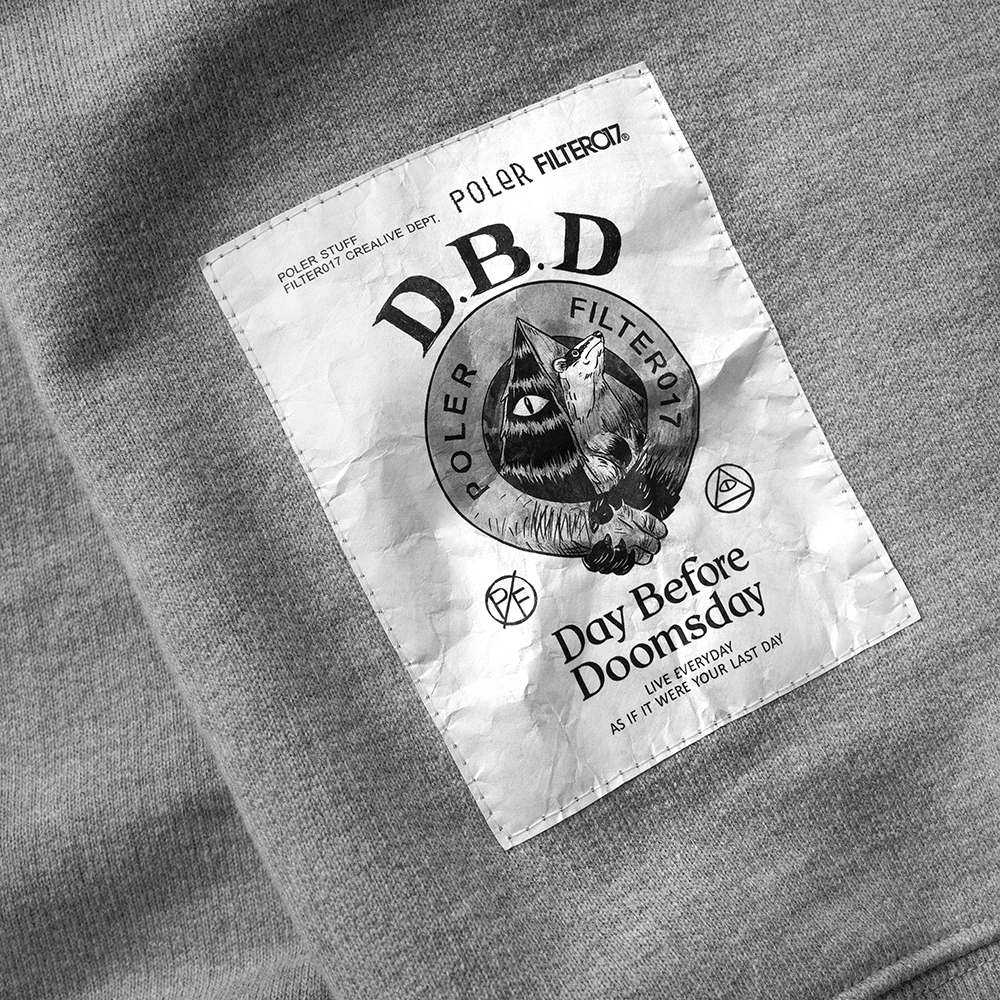 POLER FILTER017®
POLER STUFF
FILTER017 CREALIVE DEPT.
D.B.D
POLER FILTER017
P/F
Day Before
Doomsday
LIVE EVERYDAY
AS IF IT WERE YOUR LAST DAY